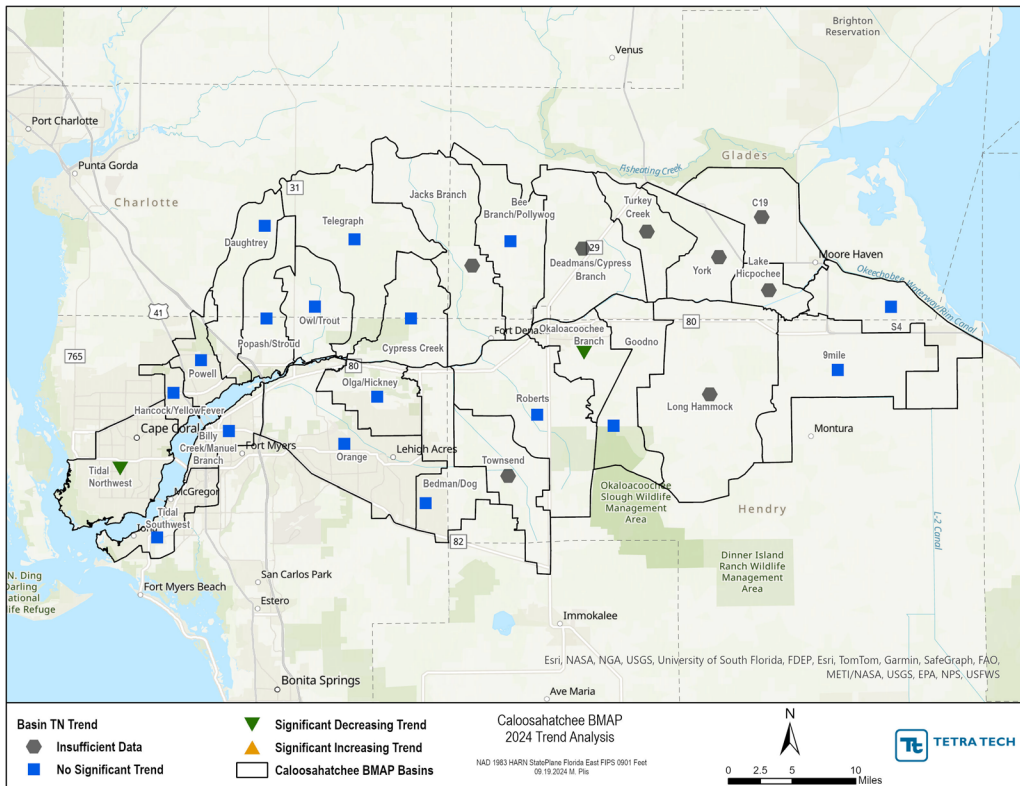 Venus
Brighton
Reservation
Port Charlotte
Punta Gorda
Charlotte
Fisheating Creek
Glades
31
Jacks Branch
Bee
Branch/Pollywog
Turkey
Creek
C19
Telegraph
Daughtrey
29
Deadmans/Cypress
Branch
York
Lake
Hicpochee
Moore Haven
Okeechobee Waterway/Rim Canal
41
Owl/Trout
Popash/Stroud
Fort Dena
Okaloacoochee
Branch
Goodno
80
S4
765
Cypress Creek
80
9mile
Powell
Olga/Hickney
Hancock/YellowFever
Roberts
Long Hammock
Cape Coral
Billy
Creek/Manuel
Branch
Fort Myers
Orange
Lehigh Acres
Montura
Tidal
Northwest
Townsend
Bedman/Dog
McGregor
Tidal
Southwest
Okaloacoochee
Slough Wildlife
Management
Area
Hendry
L-2 Canal
82
N. Ding
Darling
ational
ife Refuge
San Carlos Park
Fort Myers Beach
Estero
Dinner Island
Ranch Wildlife
Management
Area
Immokalee
Bonita Springs
Ave Maria
Esri, NASA, NGA, USGS, University of South Florida, FDEP, Esri, TomTom, Garmin, SafeGraph, FAO,
METI/NASA, USGS, EPA, NPS, USFWS
Basin TN Trend
Insufficient Data
No Significant Trend
Significant Decreasing Trend
Significant Increasing Trend
Caloosahatchee BMAP Basins
Caloosahatchee BMAP
2024 Trend Analysis
NAD 1983 HARN StatePlane Florida East FIPS 0901 Feet
09.19.2024 M. Plis
N
0 2.5 5 10
Miles
Tt TETRA TECH